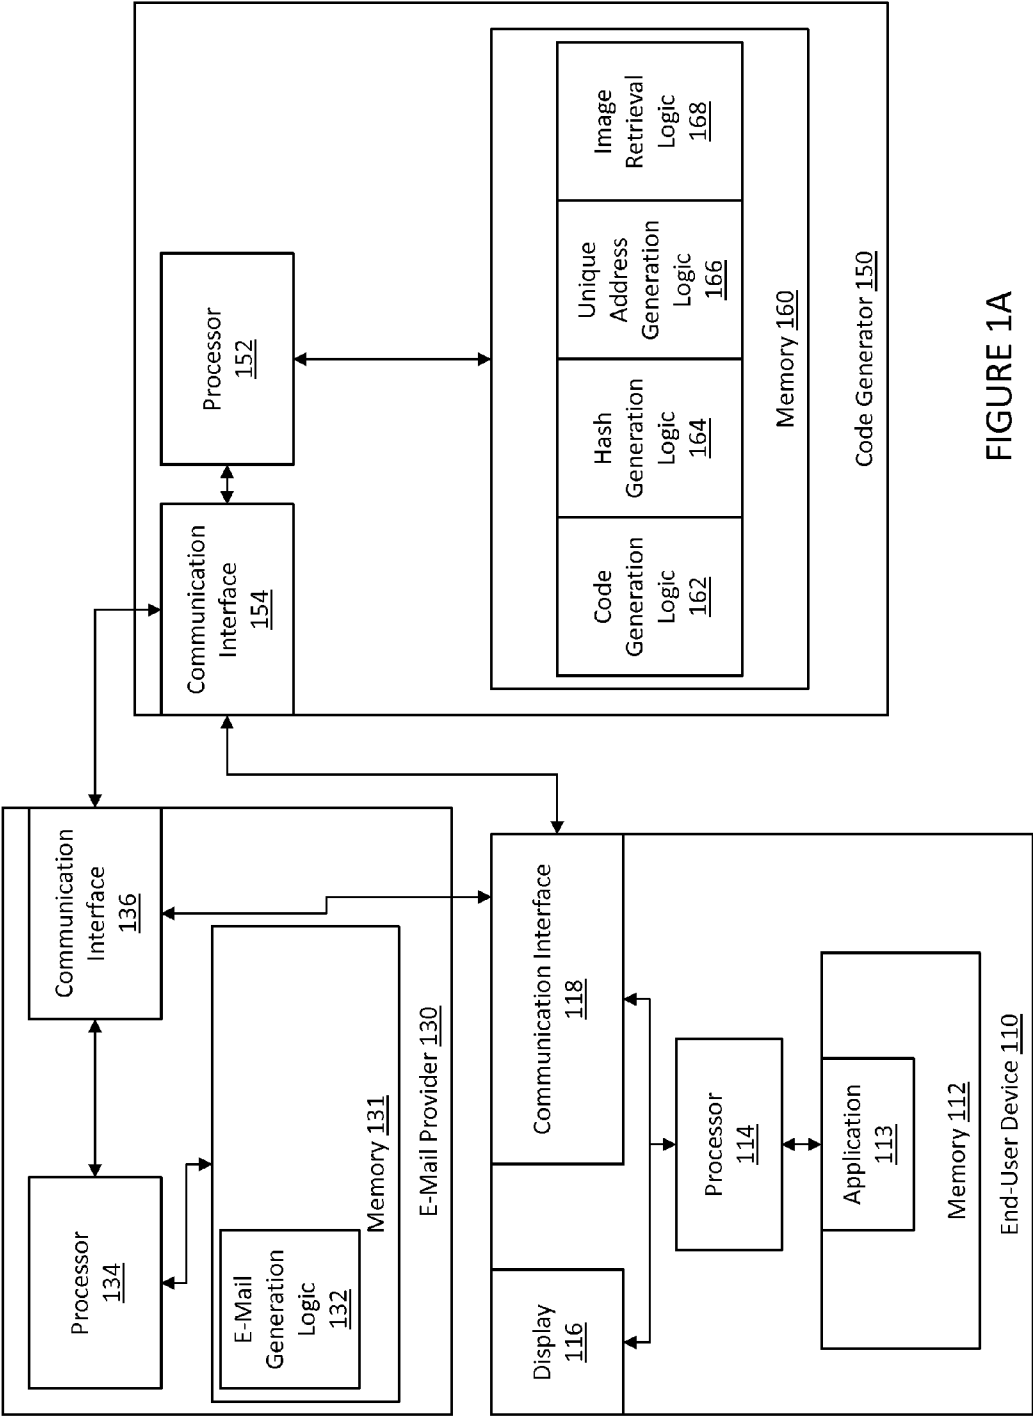 Processor
134
Communication
Interface
136
E-Mail
Generation
Logic
132
Memory 131
E-Mail Provider 130
Display
116
Communication Interface
118
Processor
114
Application
113
Memory 112
End-User Device 110
Communication
Interface
154
Processor
152
Code
Generation
Logic
162
Hash
Generation
Logic
164
Unique
Address
Generation
Logic
166
Image
Retrieval
Logic
168
Memory 160
Code Generator 150
FIGURE 1A